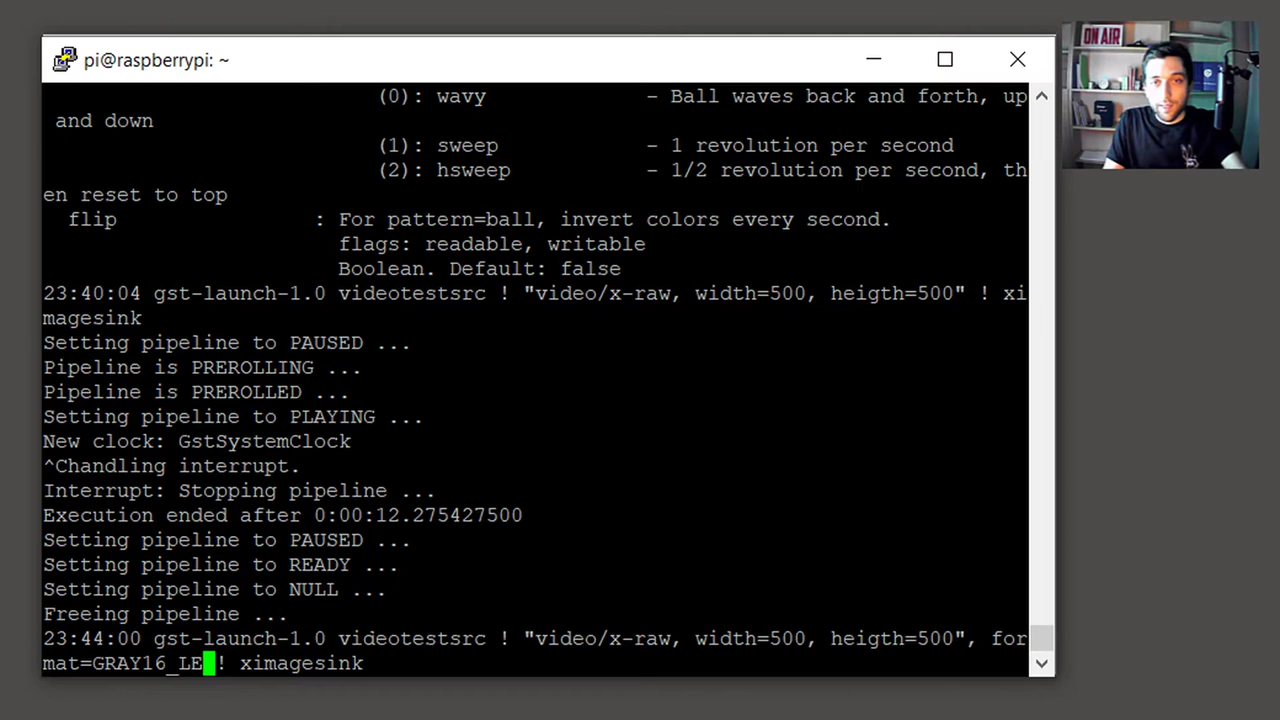 pi@raspberrypi: ~
ON AIR
(0): wavy - Ball waves back and forth, up
and down
(1): sweep - 1 revolution per second
(2): hsweep - 1/2 revolution per second, th
en reset to top
flip : For pattern=ball, invert colors every second.
flags: readable, writable
Boolean. Default: false
23:40:04 gst-launch-1.0 videotestsrc ! "video/x-raw, width=500, heigth=500" ! xi
magesink
Setting pipeline to PAUSED ...
Pipeline is PREROLLING ...
Pipeline is PREROLLED ...
Setting pipeline to PLAYING ...
New clock: GstSystemClock
^Chandling interrupt.
Interrupt: Stopping pipeline ...
Execution ended after 0:00:12.275427500
Setting pipeline to PAUSED ...
Setting pipeline to READY ...
Setting pipeline to NULL ...
Freeing pipeline ...
23:44:00 gst-launch-1.0 videotestsrc ! "video/x-raw, width=500, heigth=500", for
mat=GRAY16_LE ! ximagesink